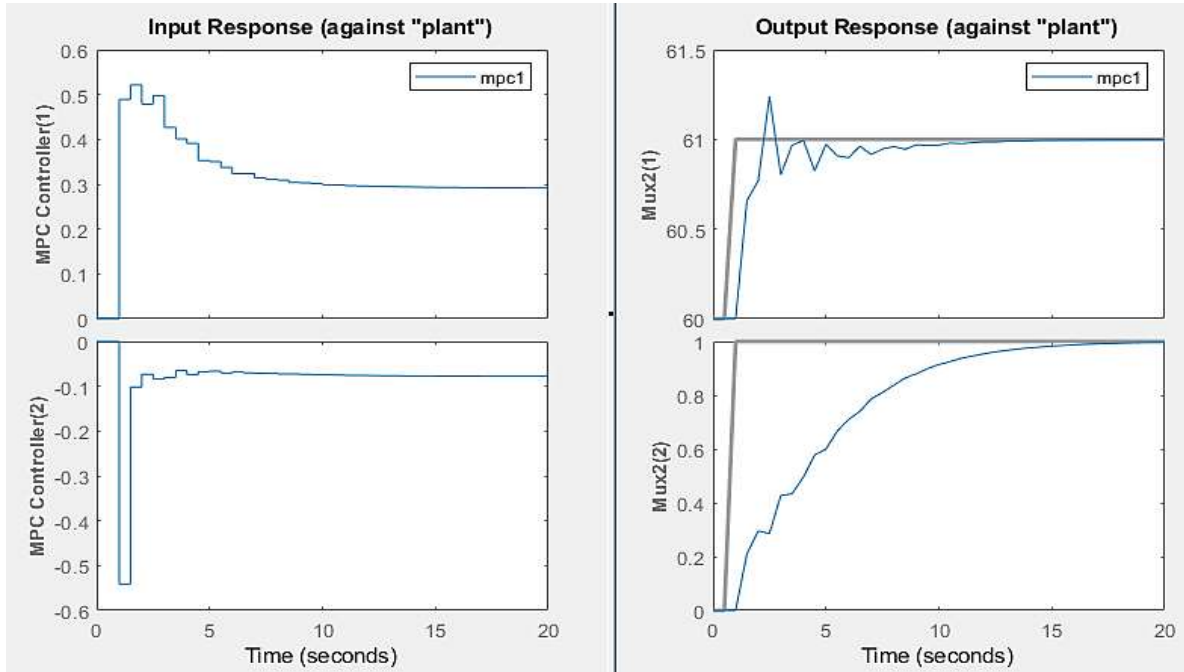 Input Response (against "plant")
mpc1
MPC Controller(1)
0.6
0.5
0.4
0.3
0.2
0.1
0
MPC Controller(2)
0
-0.1
-0.2
-0.3
-0.4
-0.5
-0.6
0 5 10 15 20
Time (seconds)
Output Response (against "plant")
mpc1
Mux2(1)
61.5
61
60.5
60
Mux2(2)
1
0.8
0.6
0.4
0.2
0
0 5 10 15 20
Time (seconds)